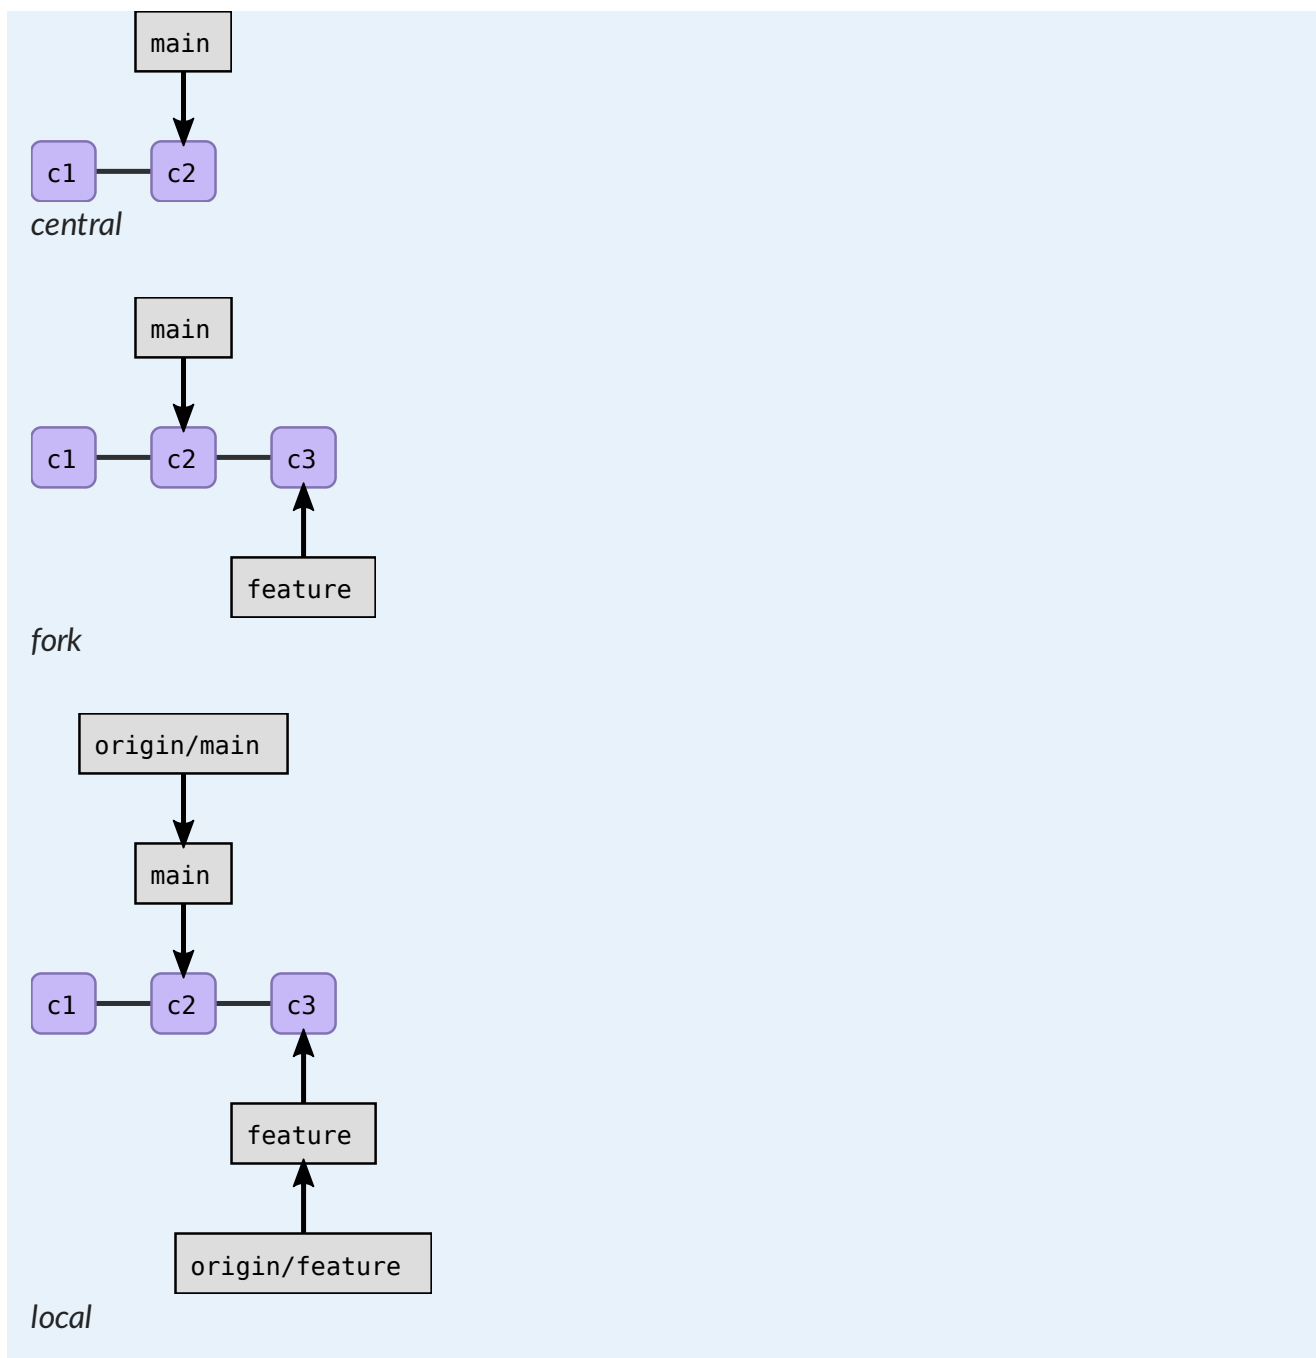 main
c1 c2
central
main
c1 c2 c3
feature
fork
origin/main
main
c1 c2 c3
feature
origin/feature
local